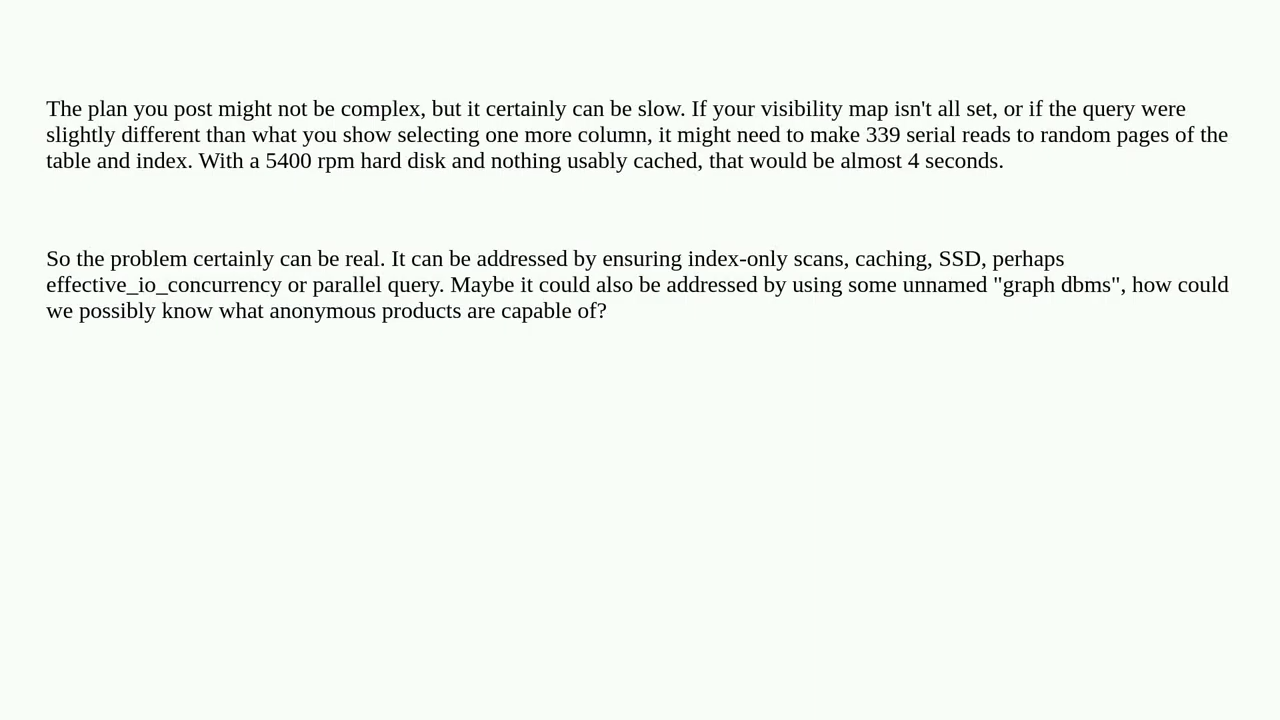 The plan you post might not be complex, but it certainly can be slow. If your visibility map isn't all set, or if the query were
slightly different than what you show selecting one more column, it might need to make 339 serial reads to random pages of the
table and index. With a 5400 rpm hard disk and nothing usably cached, that would be almost 4 seconds.
So the problem certainly can be real. It can be addressed by ensuring index-only scans, caching, SSD, perhaps
effective_io_concurrency or parallel query. Maybe it could also be addressed by using some unnamed "graph dbms", how could
we possibly know what anonymous products are capable of?